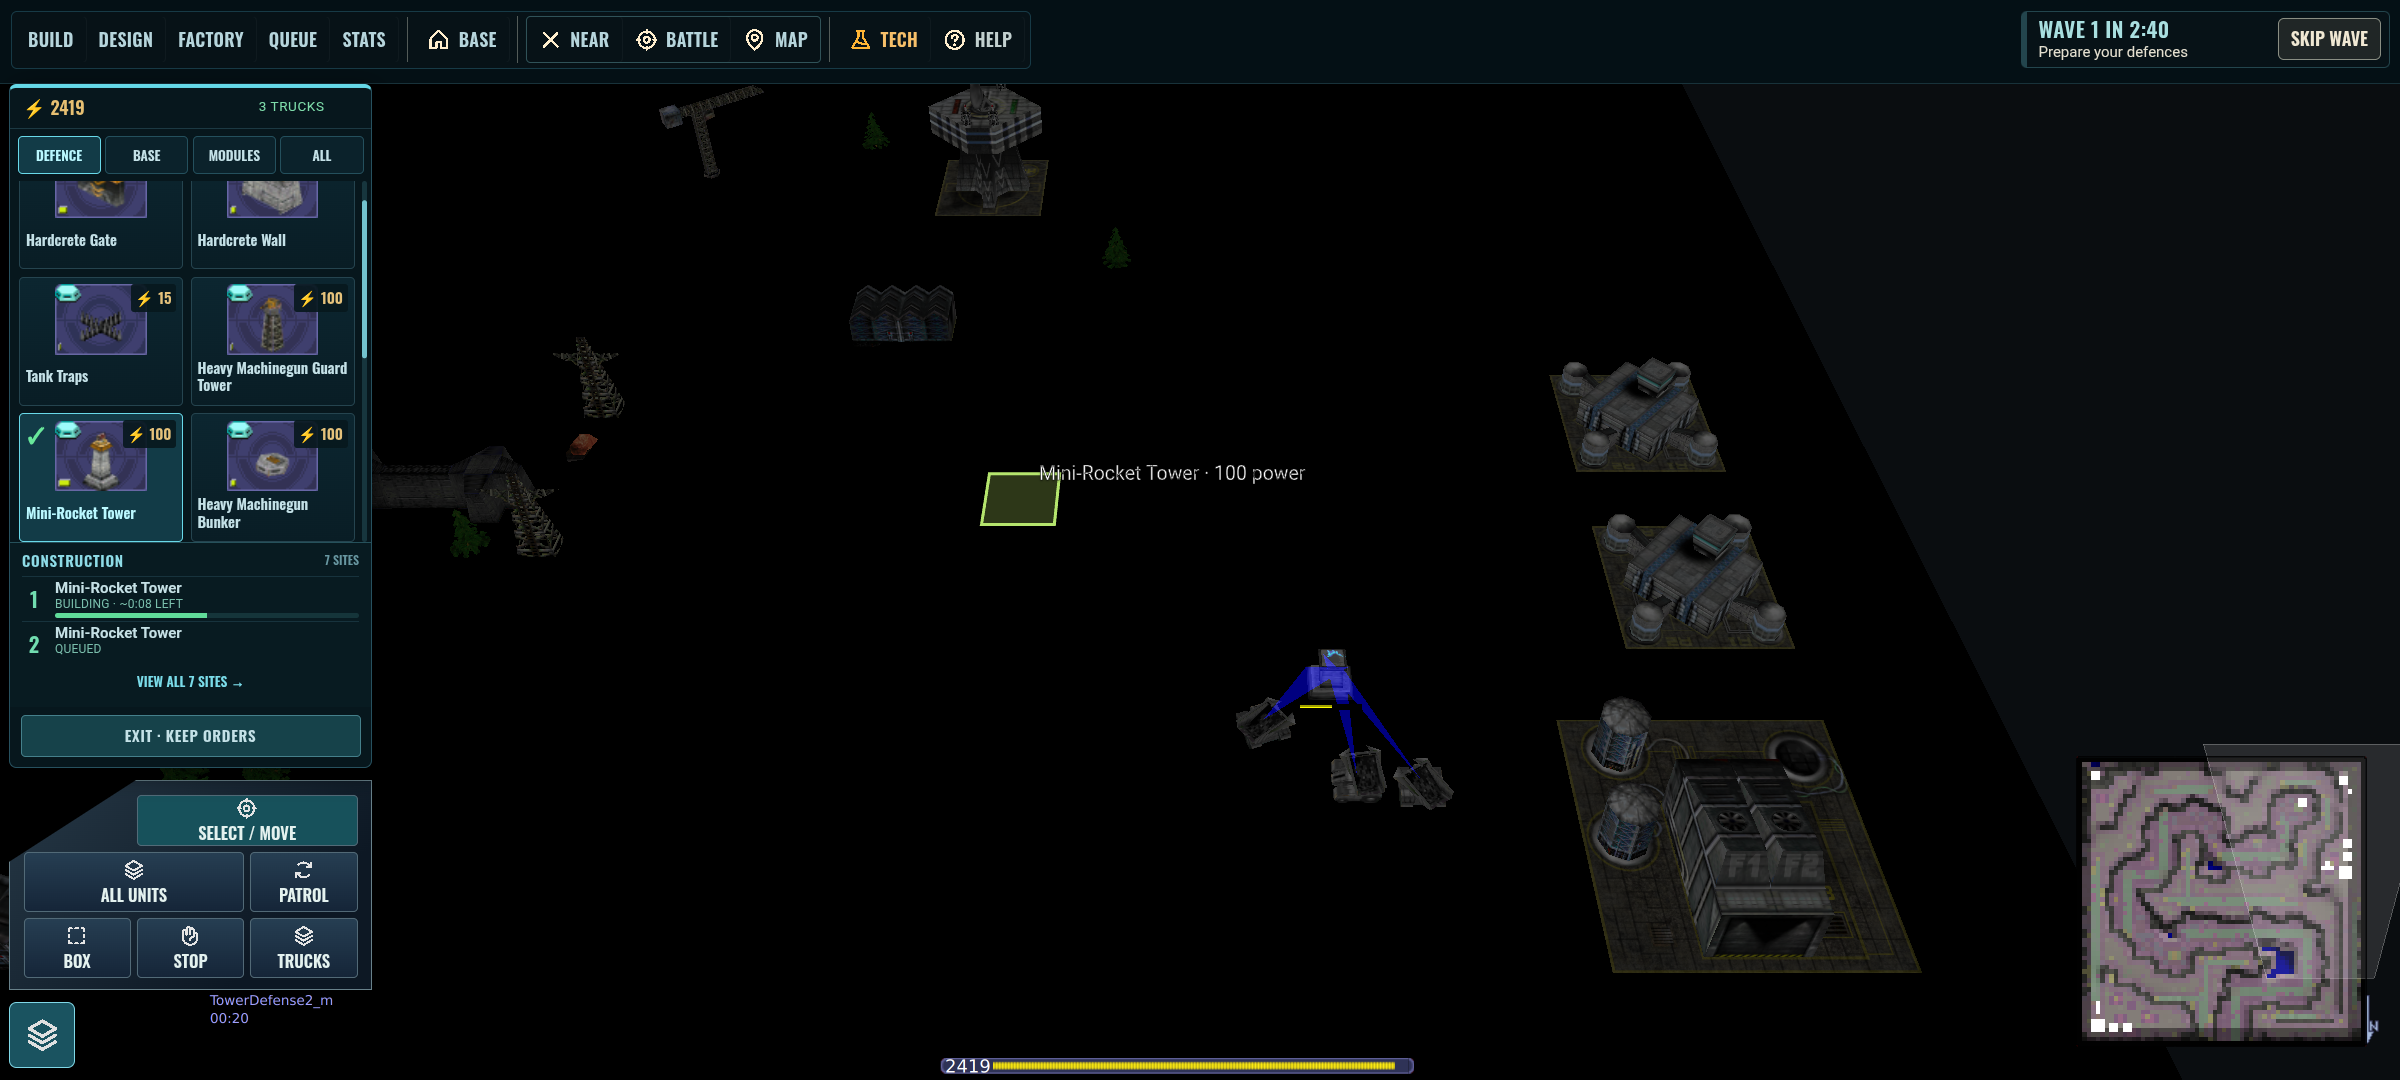 BUILD DESIGN FACTORY QUEUE STATS BASE NEAR BATTLE MAP TECH HELP
WAVE 1 IN 2:40
Prepare your defences
SKIP WAVE
2419 3 TRUCKS
DEFENCE BASE MODULES ALL
Hardcrete Gate
Hardcrete Wall
15
Tank Traps
100
Heavy Machinegun Guard
Tower
100
Mini-Rocket Tower
100
Heavy Machinegun
Bunker
Mini-Rocket Tower · 100 power
CONSTRUCTION 7 SITES
1 Mini-Rocket Tower
BUILDING · ~0:08 LEFT
2 Mini-Rocket Tower
QUEUED
VIEW ALL 7 SITES →
EXIT · KEEP ORDERS
SELECT / MOVE
ALL UNITS PATROL
BOX STOP TRUCKS
TowerDefense2_m
00:20
2419
F1 F2
N